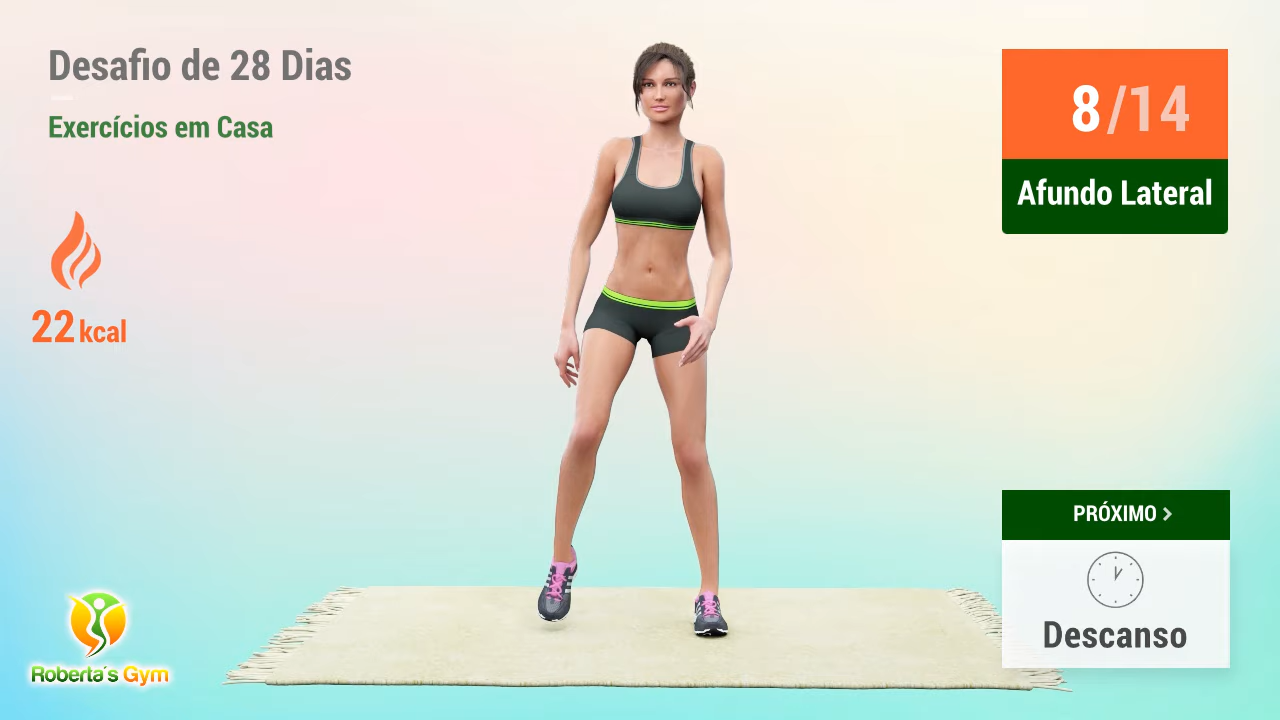 Desafio de 28 Dias
Exercícios em Casa
8/14
Afundo Lateral
22 kcal
PRÓXIMO >
Descanso
Roberta´s Gym